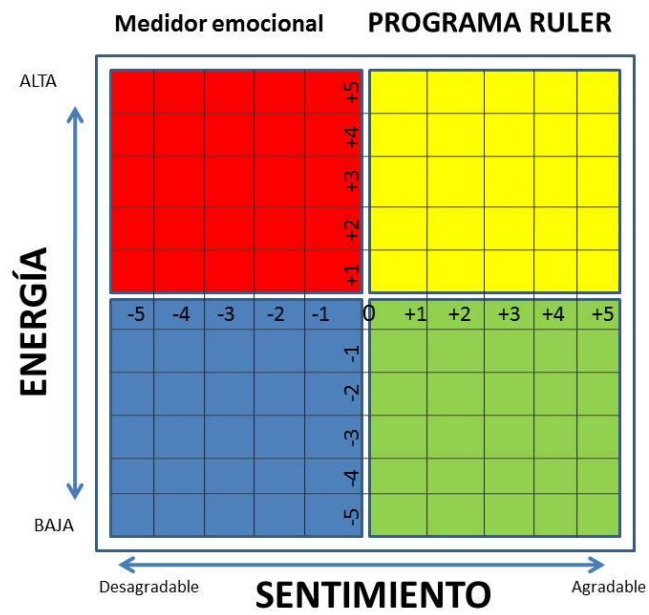 Medidor emocional PROGRAMA RULER
ALTA
+5
+4
+3
+2
+1
ENERGÍA
-5 -4 -3 -2 -1 0 +1 +2 +3 +4 +5
-1
-2
-3
-4
-5
BAJA
Desagradable SENTIMIENTO Agradable